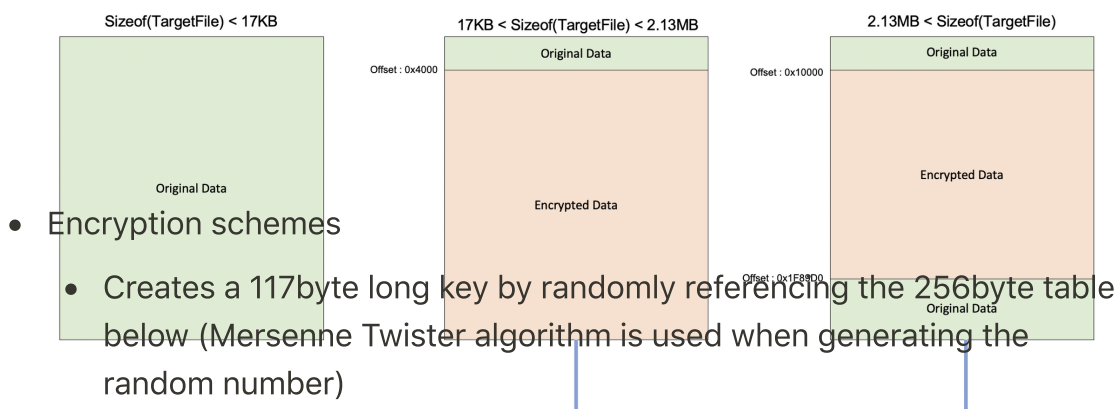 Sizeof(TargetFile) < 17KB
17KB < Sizeof(TargetFile) < 2.13MB
2.13MB < Sizeof(TargetFile)
Original Data
Original Data
Offset : 0x4000
Offset : 0x10000
Encrypted Data
Original Data
Encrypted Data
• Encryption schemes
Offset : 0x1F89D0
• Creates a 117byte long key by randomly referencing the 256byte table
Original Data
below (Mersenne Twister algorithm is used when generating the
random number)